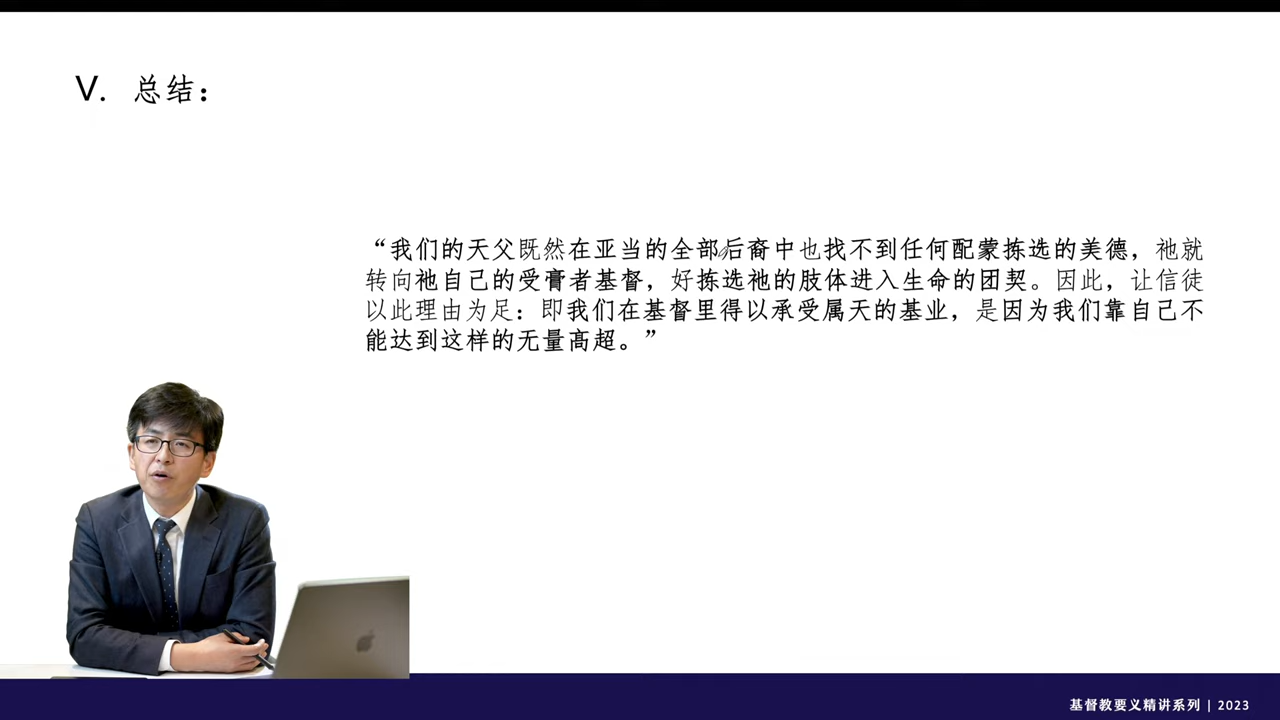 V. 总结：
“我们的天父既然在亚当的全部后裔中也找不到任何配蒙拣选的美德，祂就
转向祂自己的受膏者基督，好拣选祂的肢体进入生命的团契。因此，让信徒
以此理由为足：即我们在基督里得以承受属天的基业，是因为我们靠自己不
能达到这样的无量高超。”
基督教要义精讲系列 | 2023